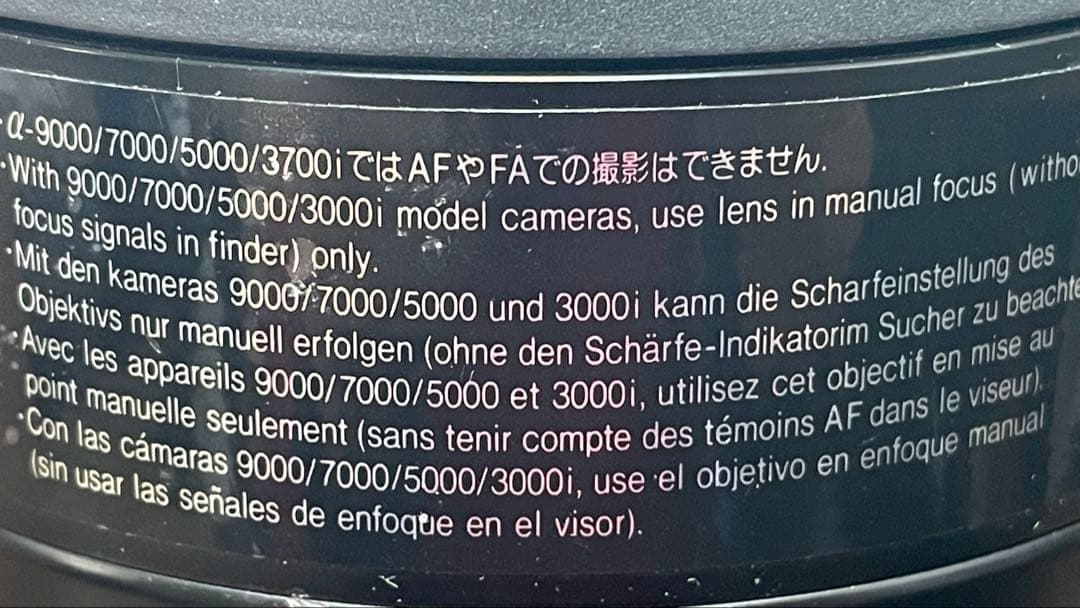 ·α-9000/7000/5000/3700iではAFやFAでの撮影はできません.
·With 9000/7000/5000/3000i model cameras, use lens in manual focus (witho
focus signals in finder) only.
·Mit den kameras 9000/7000/5000 und 3000i kann die Scharfeinstellung des
Objektivs nur manuell erfolgen (ohne den Schärfe-Indikatorim Sucher zu beachte
·Avec les appareils 9000/7000/5000 et 3000i, utilisez cet objectif en mise au
point manuelle seulement (sans tenir compte des témoins AF dans le viseur).
·Con las cámaras 9000/7000/5000/3000i, use el objetivo en enfoque manual
(sin usar las señales de enfoque en el visor).